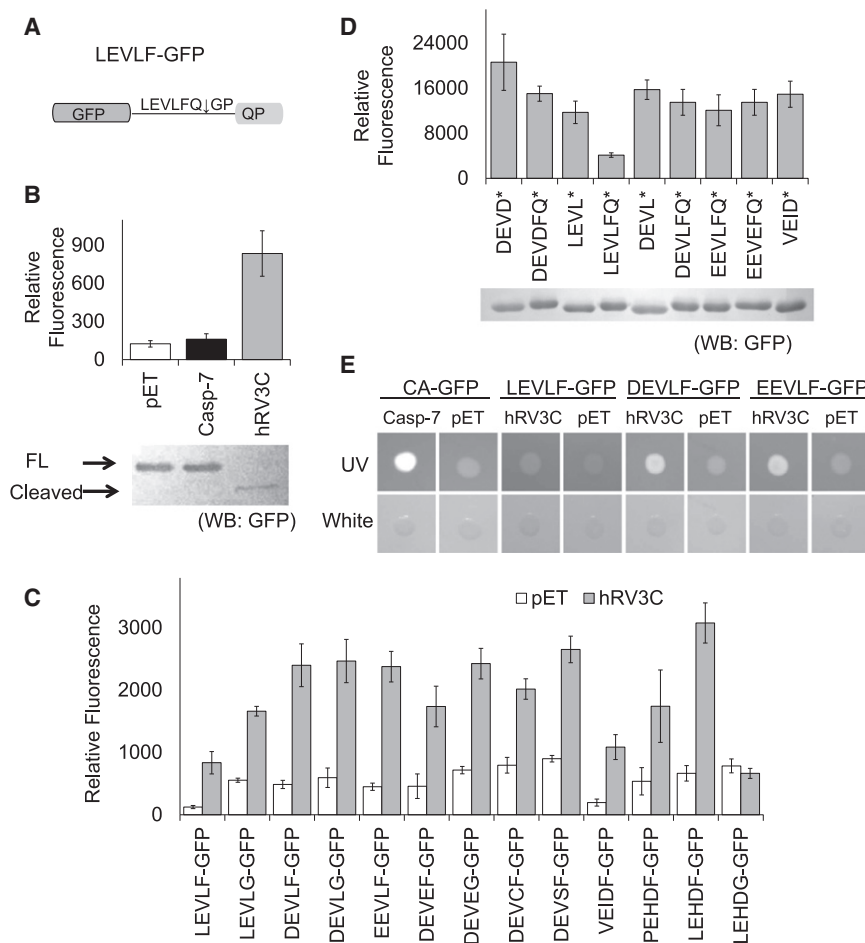 A
LEVLF-GFP
GFP
LEVLFQ↓GP
QP
B
Relative
Fluorescence
900
600
300
0
pET
Casp-7
hRV3C
FL
Cleaved
(WB: GFP)
D
Relative
Fluorescence
24000
16000
8000
0
DEVD*
DEVDFQ*
LEVL*
LEVLFQ*
DEVL*
DEVLFQ*
EEVLFQ*
EEVEFQ*
VEID*
(WB: GFP)
E
CA-GFP LEVLF-GFP DEVLF-GFP EEVLF-GFP
Casp-7 pET hRV3C pET hRV3C pET hRV3C pET
UV
White
C
pET hRV3C
Relative Fluorescence
3000
2000
1000
0
LEVLF-GFP
LEVLG-GFP
DEVLF-GFP
DEVLG-GFP
EEVLF-GFP
DEVEF-GFP
DEVEG-GFP
DEVCF-GFP
DEVSF-GFP
VEIDF-GFP
PEHDF-GFP
LEHDF-GFP
LEHDG-GFP